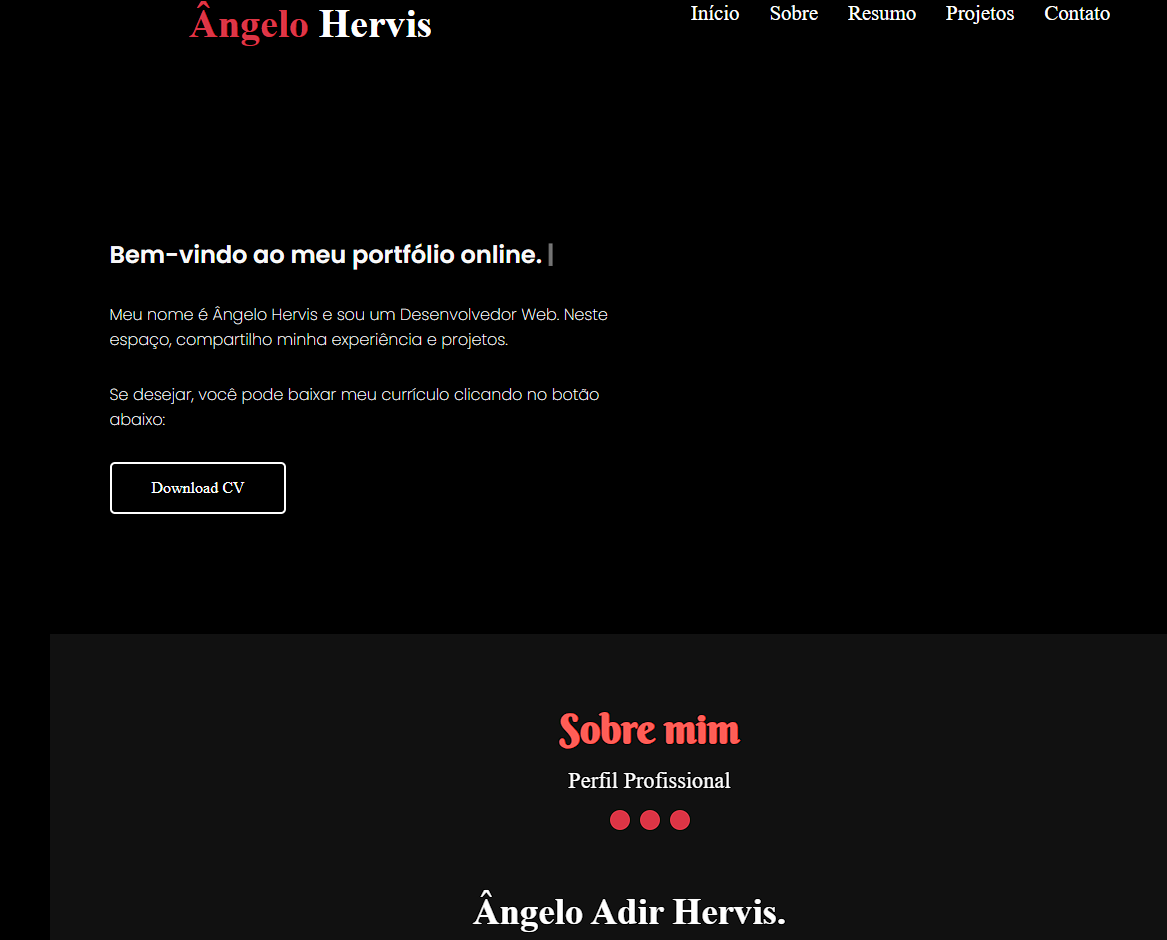 Ângelo Hervis
Início Sobre Resumo Projetos Contato
Bem-vindo ao meu portfólio online. |
Meu nome é Ângelo Hervis e sou um Desenvolvedor Web. Neste
espaço, compartilho minha experiência e projetos.
Se desejar, você pode baixar meu currículo clicando no botão
abaixo:
Download CV
Sobre mim
Perfil Profissional
Ângelo Adir Hervis.